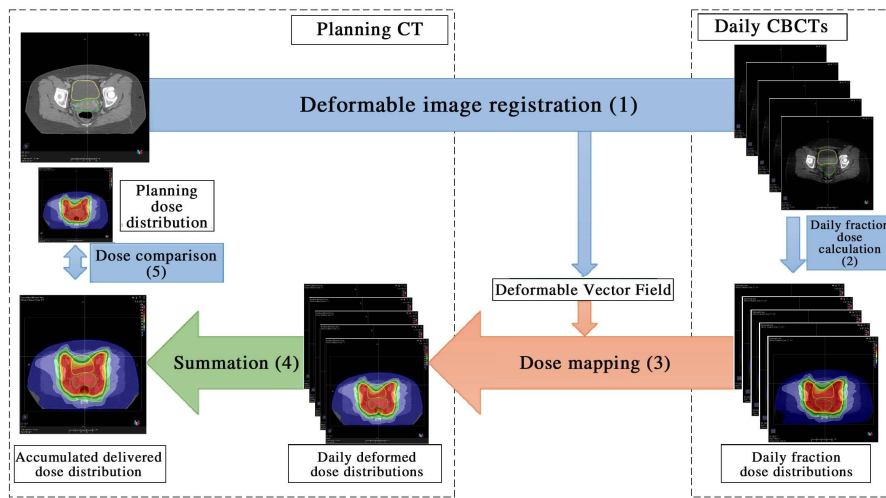 Planning CT
Daily CBCTs
Deformable image registration (1)
Planning
dose
distribution
Daily fraction
dose
calculation
(2)
Dose comparison
(5)
Deformable Vector Field
Summation (4)
Dose mapping (3)
Accumulated delivered
dose distribution
Daily deformed
dose distributions
Daily fraction
dose distributions